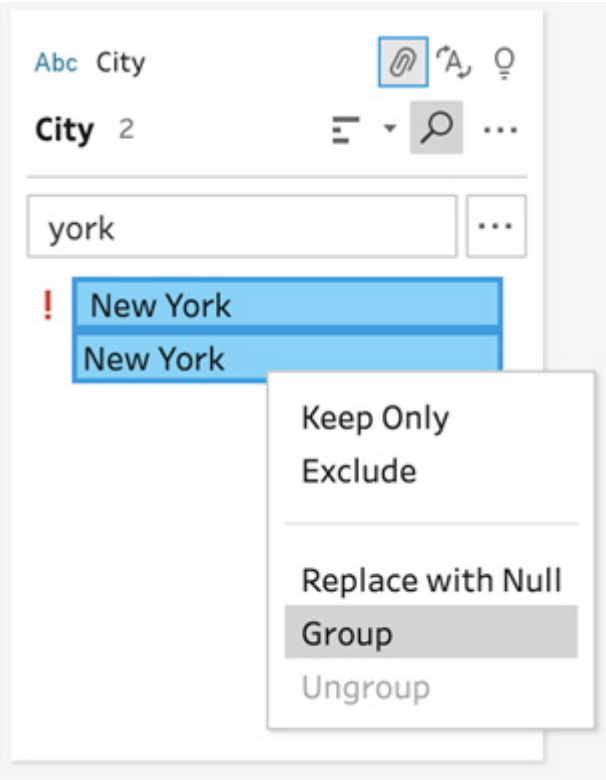 Abc City
City 2
york
! New York
New York
Keep Only
Exclude
Replace with Null
Group
Ungroup